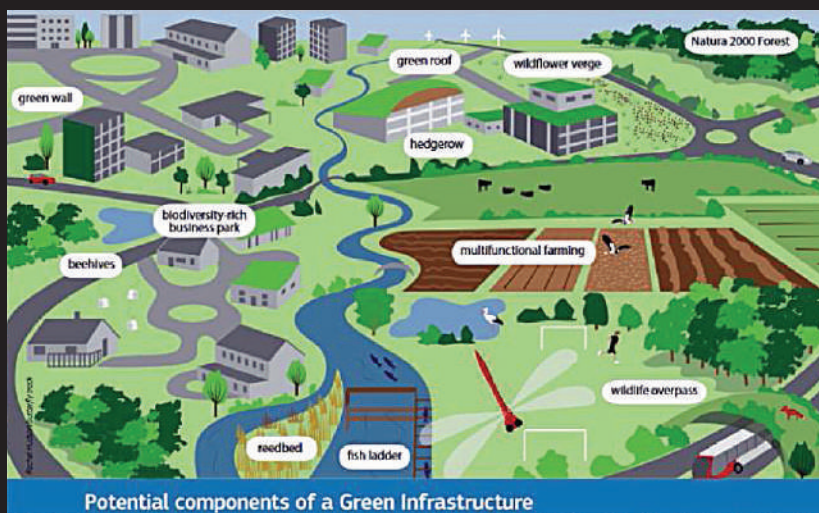 Natura 2000 Forest
green roof
wildflower verge
green wall
hedgerow
biodiversity-rich
business park
multifunctional farming
beehives
wildlife overpass
reedbed
fish ladder
Potential components of a Green Infrastructure